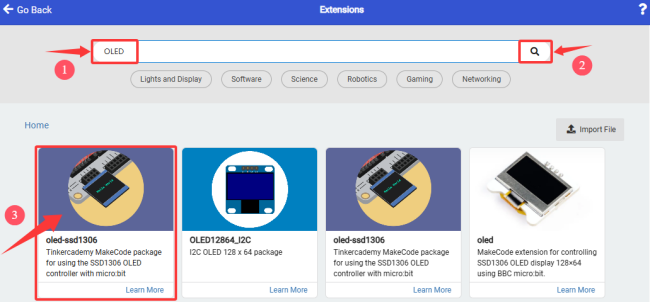 Go Back
Extensions
?
OLED
1
2
Lights and Display
Software
Science
Robotics
Gaming
Networking
Home
Import File
3
oled-ssd1306
Tinkercademy MakeCode package
for using the SSD1306 OLED
controller with micro:bit
Learn More
OLED12864_I2C
I2C OLED 128 x 64 package
Learn More
oled-ssd1306
Tinkercademy MakeCode package
for using the SSD1306 OLED
controller with micro:bit
Learn More
oled
MakeCode extension for controlling
SSD1306 OLED display 128×64
using BBC micro:bit.
Learn More